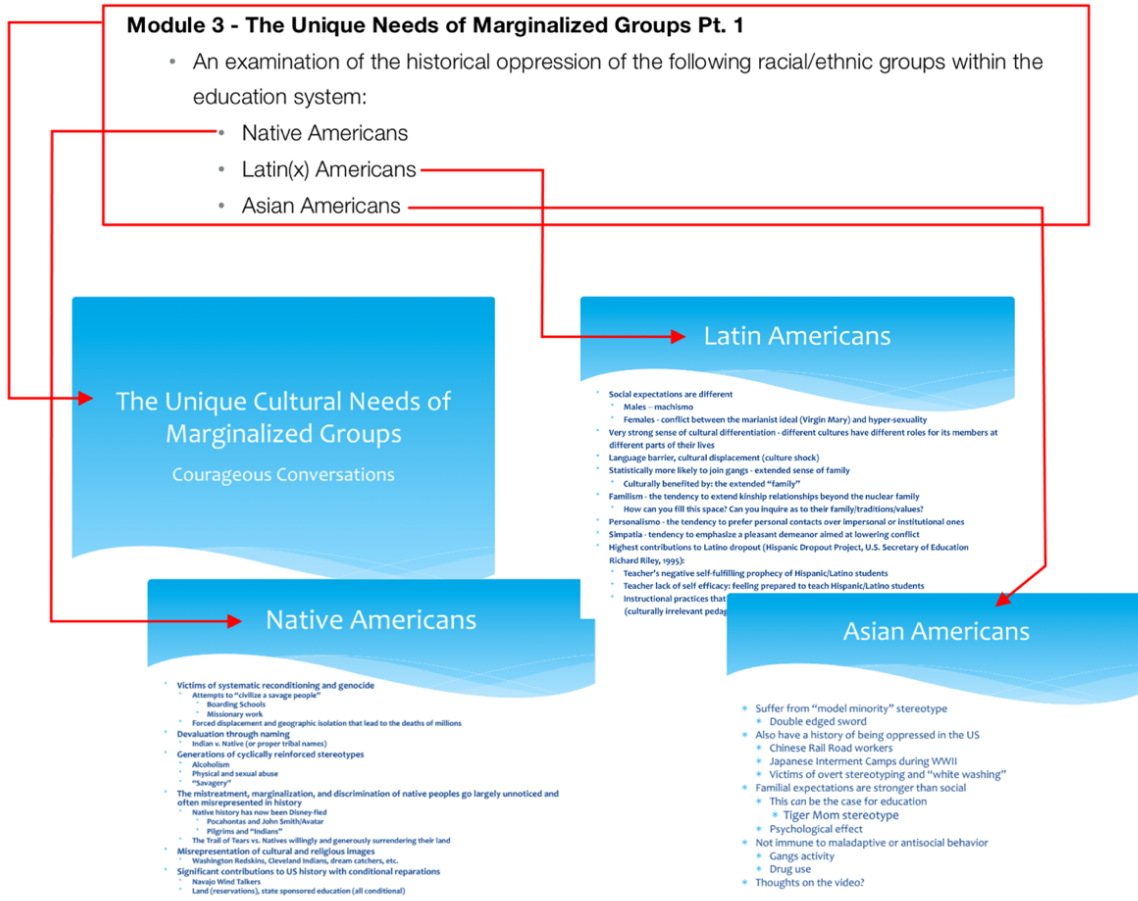 Module 3 - The Unique Needs of Marginalized Groups Pt. 1
• An examination of the historical oppression of the following racial/ethnic groups within the
education system:
• Native Americans
• Latin(x) Americans
• Asian Americans
The Unique Cultural Needs of
Marginalized Groups
Courageous Conversations
Latin Americans
* Social expectations are different
* Males – machismo
* Females - conflict between the marianist ideal (Virgin Mary) and hyper-sexuality
* Very strong sense of cultural differentiation - different cultures have different roles for its members at
different parts of their lives
* Language barrier, cultural displacement (culture shock)
* Statistically more likely to join gangs - extended sense of family
* Culturally benefited by: the extended “family”
* Familism - the tendency to extend kinship relationships beyond the nuclear family
* How can you fill this space? Can you inquire as to their family/traditions/values?
* Personalismo - the tendency to prefer personal contacts over impersonal or institutional ones
* Simpatia - tendency to emphasize a pleasant demeanor aimed at lowering conflict
* Highest contributions to Latino dropout (Hispanic Dropout Project, U.S. Secretary of Education
Richard Riley, 1995):
* Teacher's negative self-fulfilling prophecy of Hispanic/Latino students
* Teacher lack of self efficacy: feeling prepared to teach Hispanic/Latino students
* Instructional practices that
(culturally irrelevant
Native Americans
* Victims of systematic reconditioning and genocide
* Attempts to “civilize a savage people”
* Boarding Schools
* Missionary work
* Forced displacement and geographic isolation that lead to the deaths of millions
* Devaluation through naming
* Indian v. Native (or proper tribal names)
* Generations of cyclically reinforced stereotypes
* Alcoholism
* Physical and sexual abuse
* “Savagery”
* The mistreatment, marginalization, and discrimination of native peoples go largely unnoticed and
often misrepresented in history
* Native history has now been Disney-fied
* Pocahontas and John Smith/Avatar
* Pilgrims and “Indians”
* The Trail of Tears vs. Natives willingly and generously surrendering their land
* Misrepresentation of cultural and religious images
* Washington Redskins, Cleveland Indians, dream catchers, etc.
* Significant contributions to US history with conditional reparations
* Navajo Wind Talkers
* Land (reservations), state sponsored education (all conditional)
Asian Americans
* Suffer from “model minority” stereotype
* Double edged sword
* Also have a history of being oppressed in the US
* Chinese Rail Road workers
* Japanese Interment Camps during WWII
* Victims of overt stereotyping and “white washing”
* Familial expectations are stronger than social
* This can be the case for education
* Tiger Mom stereotype
* Psychological effect
* Not immune to maladaptive or antisocial behavior
* Gangs activity
* Drug use
* Thoughts on the video?